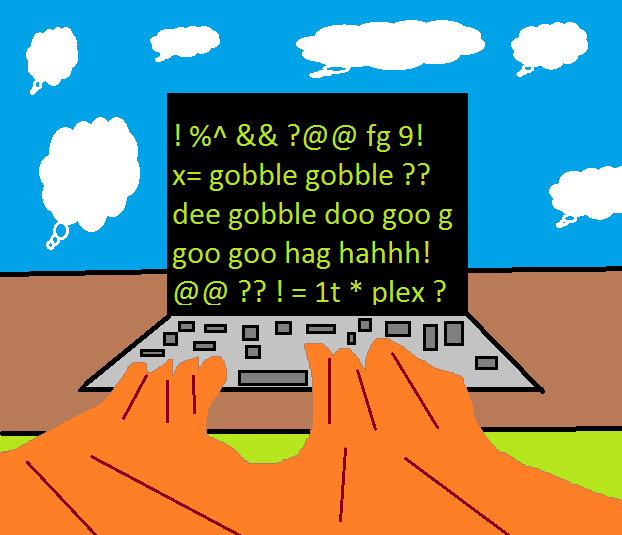 ! %^ && ?@@ fg 9!
x= gobble gobble ??
dee gobble doo goo g
goo goo hag hahhh!
@@ ?? ! = 1t * plex ?